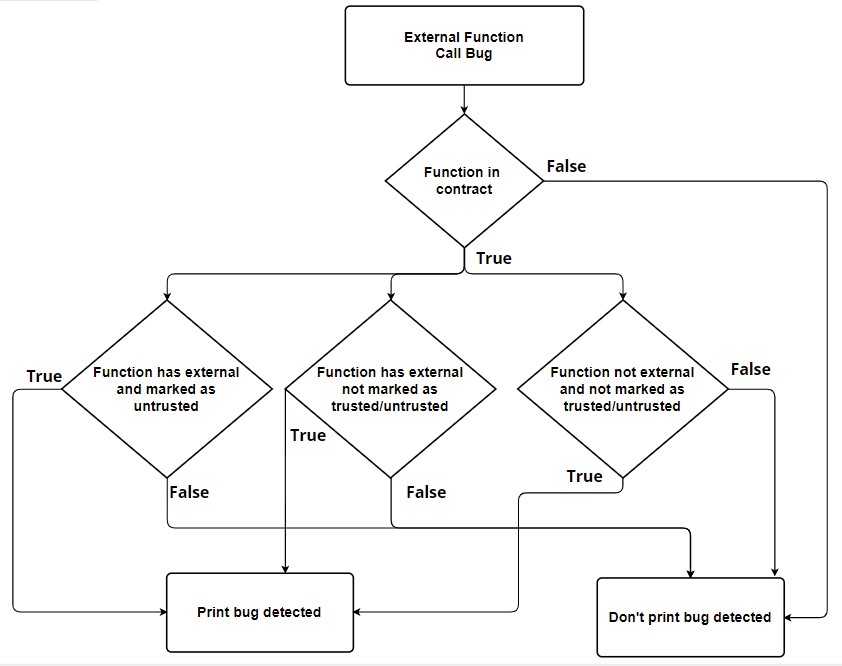 External Function
Call Bug
Function in
contract
False
True
Function has external
and marked as
untrusted
Function has external
not marked as
trusted/untrusted
Function not external
and not marked as
trusted/untrusted
True
False
True
False
False
True
Print bug detected
Don't print bug detected